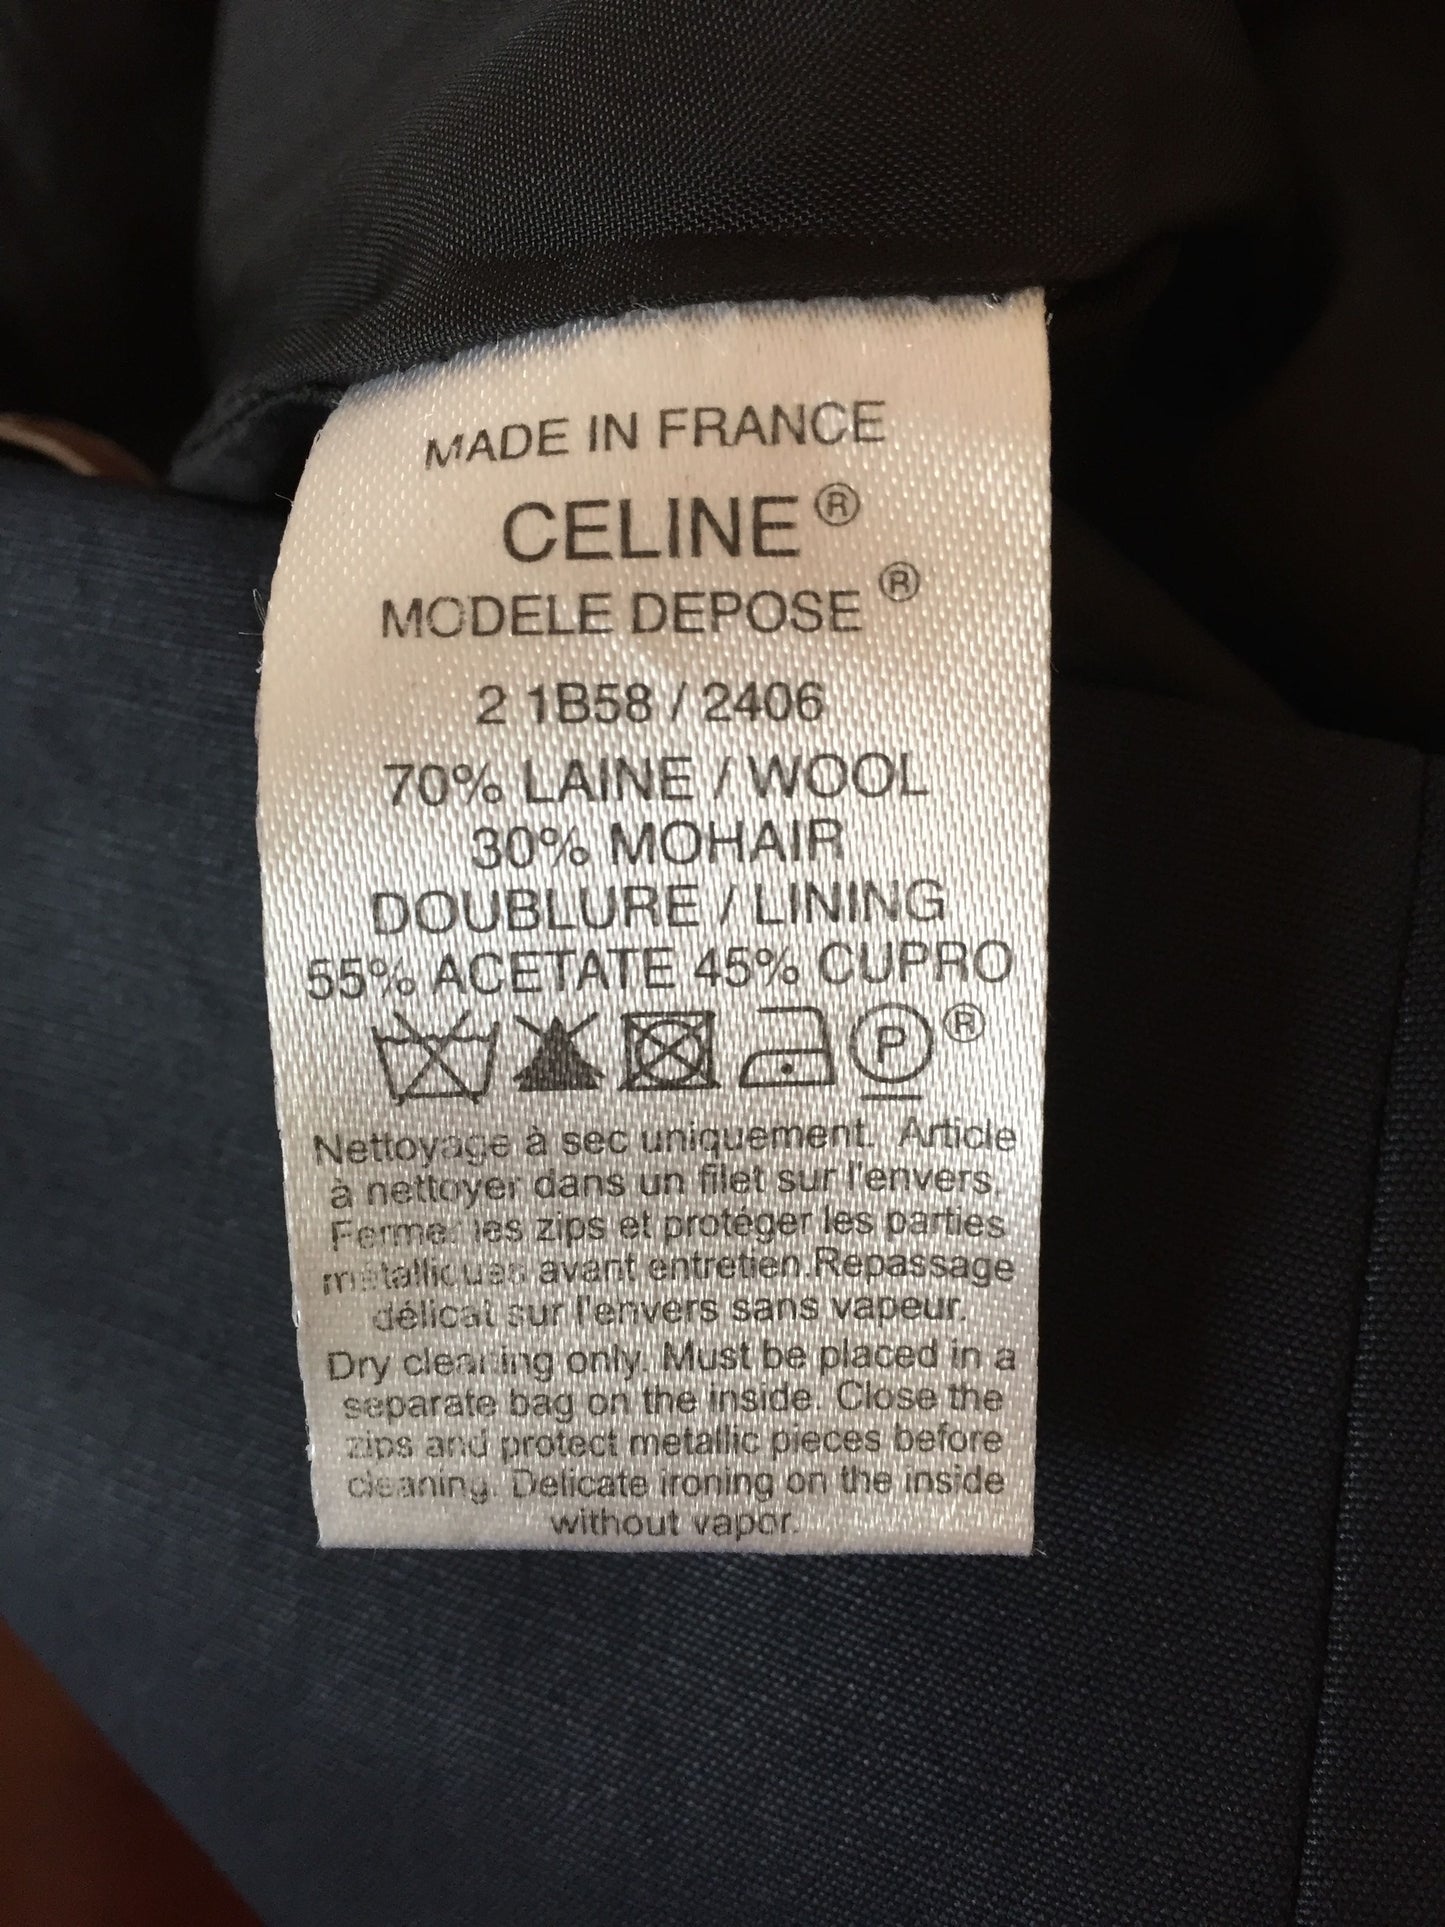 MADE IN FRANCE
CELINE®
MODELE DEPOSE®
2 1B58 / 2406
70% LAINE / WOOL
30% MOHAIR
DOUBLURE / LINING
55% ACETATE 45% CUPRO
P ®
Nettoyage à sec uniquement. Article
à nettoyer dans un filet sur l'envers.
Fermer les zips et protéger les parties
métalliques avant entretien.Repassage
délicat sur l'envers sans vapeur.
Dry cleaning only. Must be placed in a
separate bag on the inside. Close the
zips and protect metallic pieces before
cleaning. Delicate ironing on the inside
without vapor.